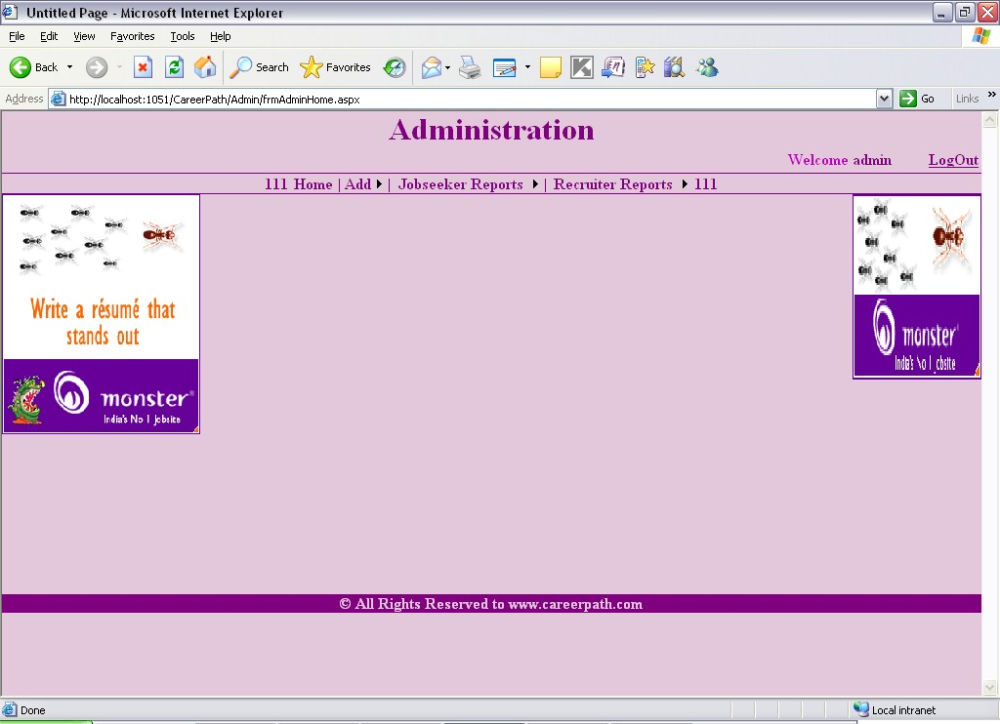 Untitled Page - Microsoft Internet Explorer
File Edit View Favorites Tools Help
Back Search Favorites
Address http://localhost:1051/CareerPath/Admin/frmAdminHome.aspx Go Links »
Administration
Welcome admin LogOut
111 Home | Add | Jobseeker Reports | Recruiter Reports 111
Write a résumé that
stands out
monster
India's No 1 jobsite
monster
India's No 1 jobsite
© All Rights Reserved to www.careerpath.com
Done Local intranet